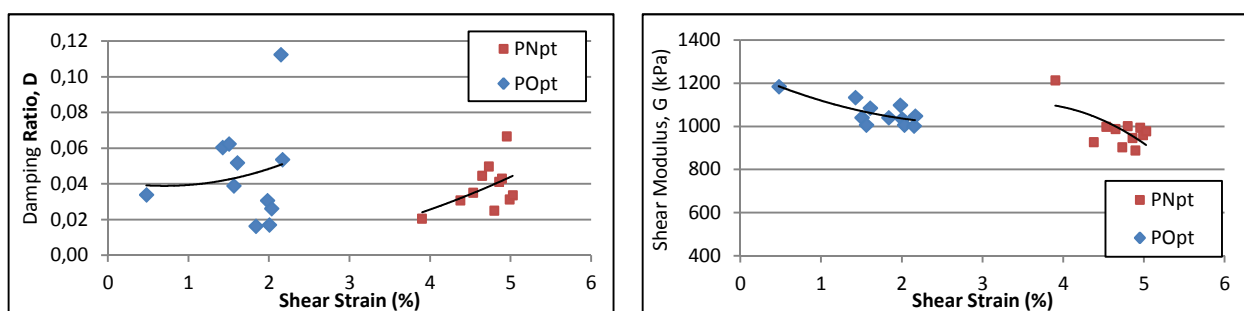 Damping Ratio, D
0,12
0,10
0,08
0,06
0,04
0,02
0,00
0 1 2 3 4 5 6
Shear Strain (%)
PNpt
POpt
Shear Modulus, G (kPa)
1400
1200
1000
800
600
400
0 1 2 3 4 5 6
Shear Strain (%)
PNpt
POpt